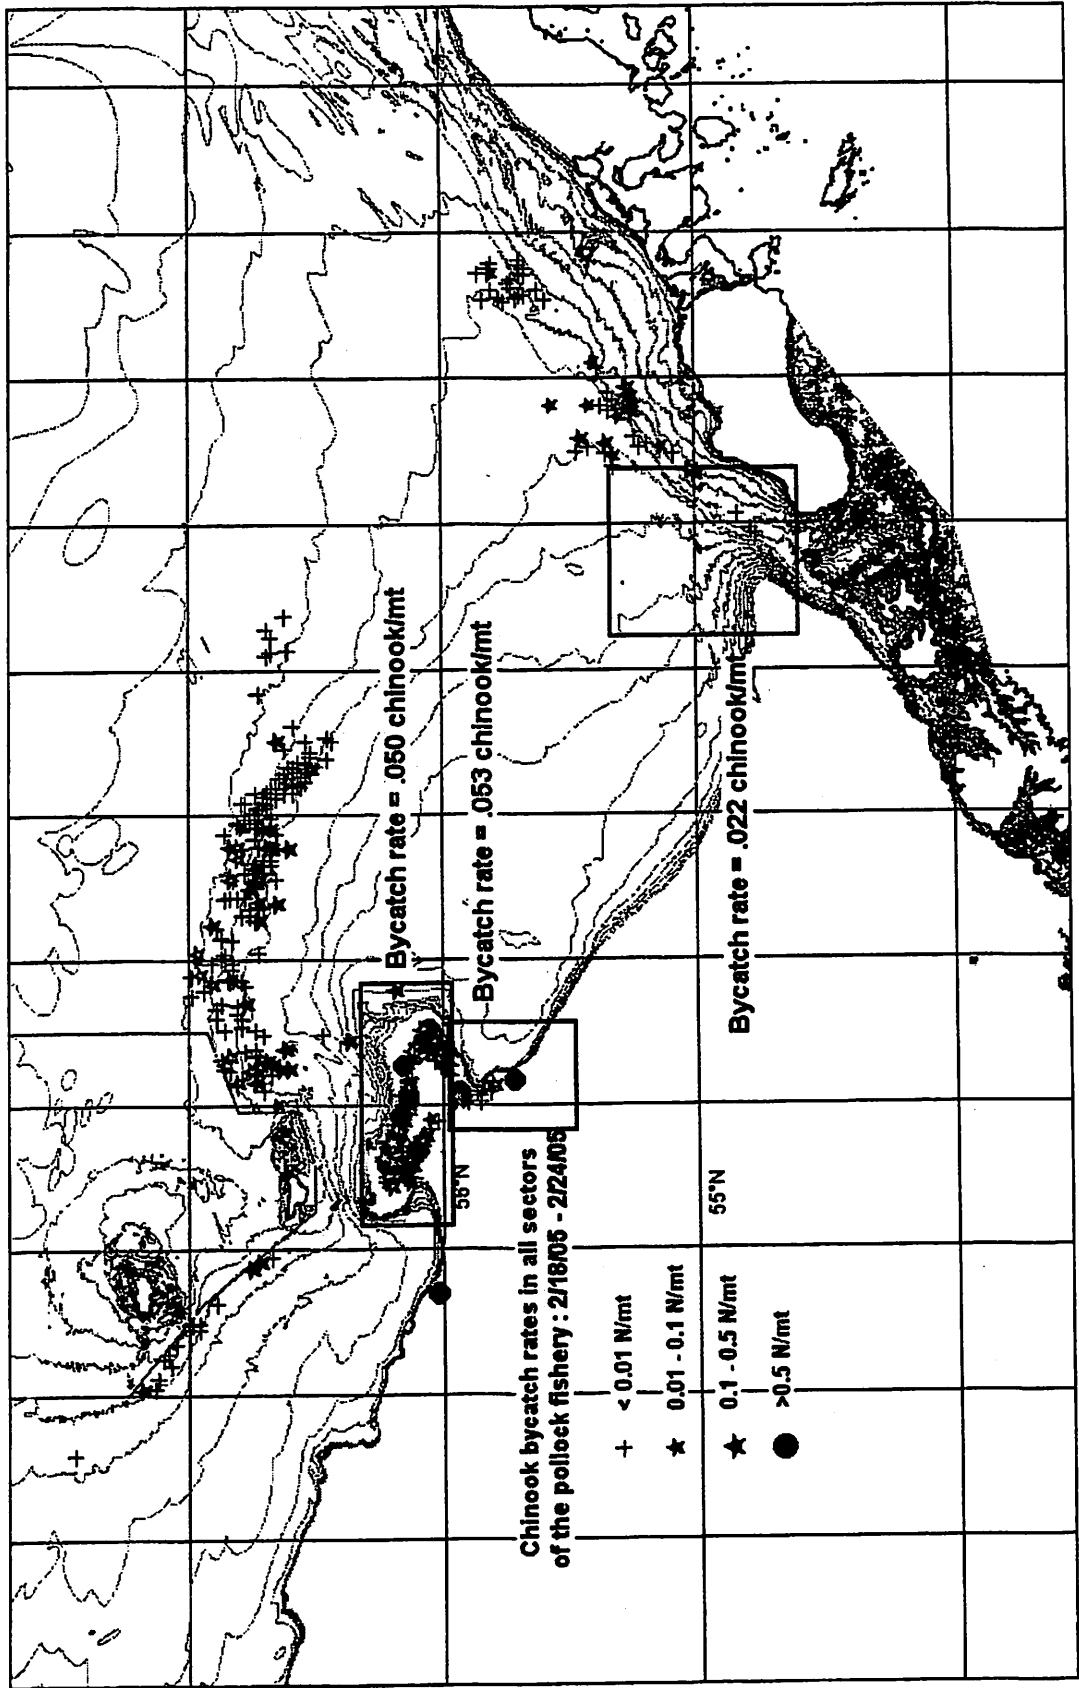 Bycatch rate = .050 chinook/mt
Bycatch rate = .053 chinook/mt
Bycatch rate = .022 chinook/mt
56°N
55°N
Chinook bycatch rates in all sectors
of the pollock fishery : 2/18/05 - 2/24/05
< 0.01 N/mt
0.01 - 0.1 N/mt
0.1 - 0.5 N/mt
>0.5 N/mt